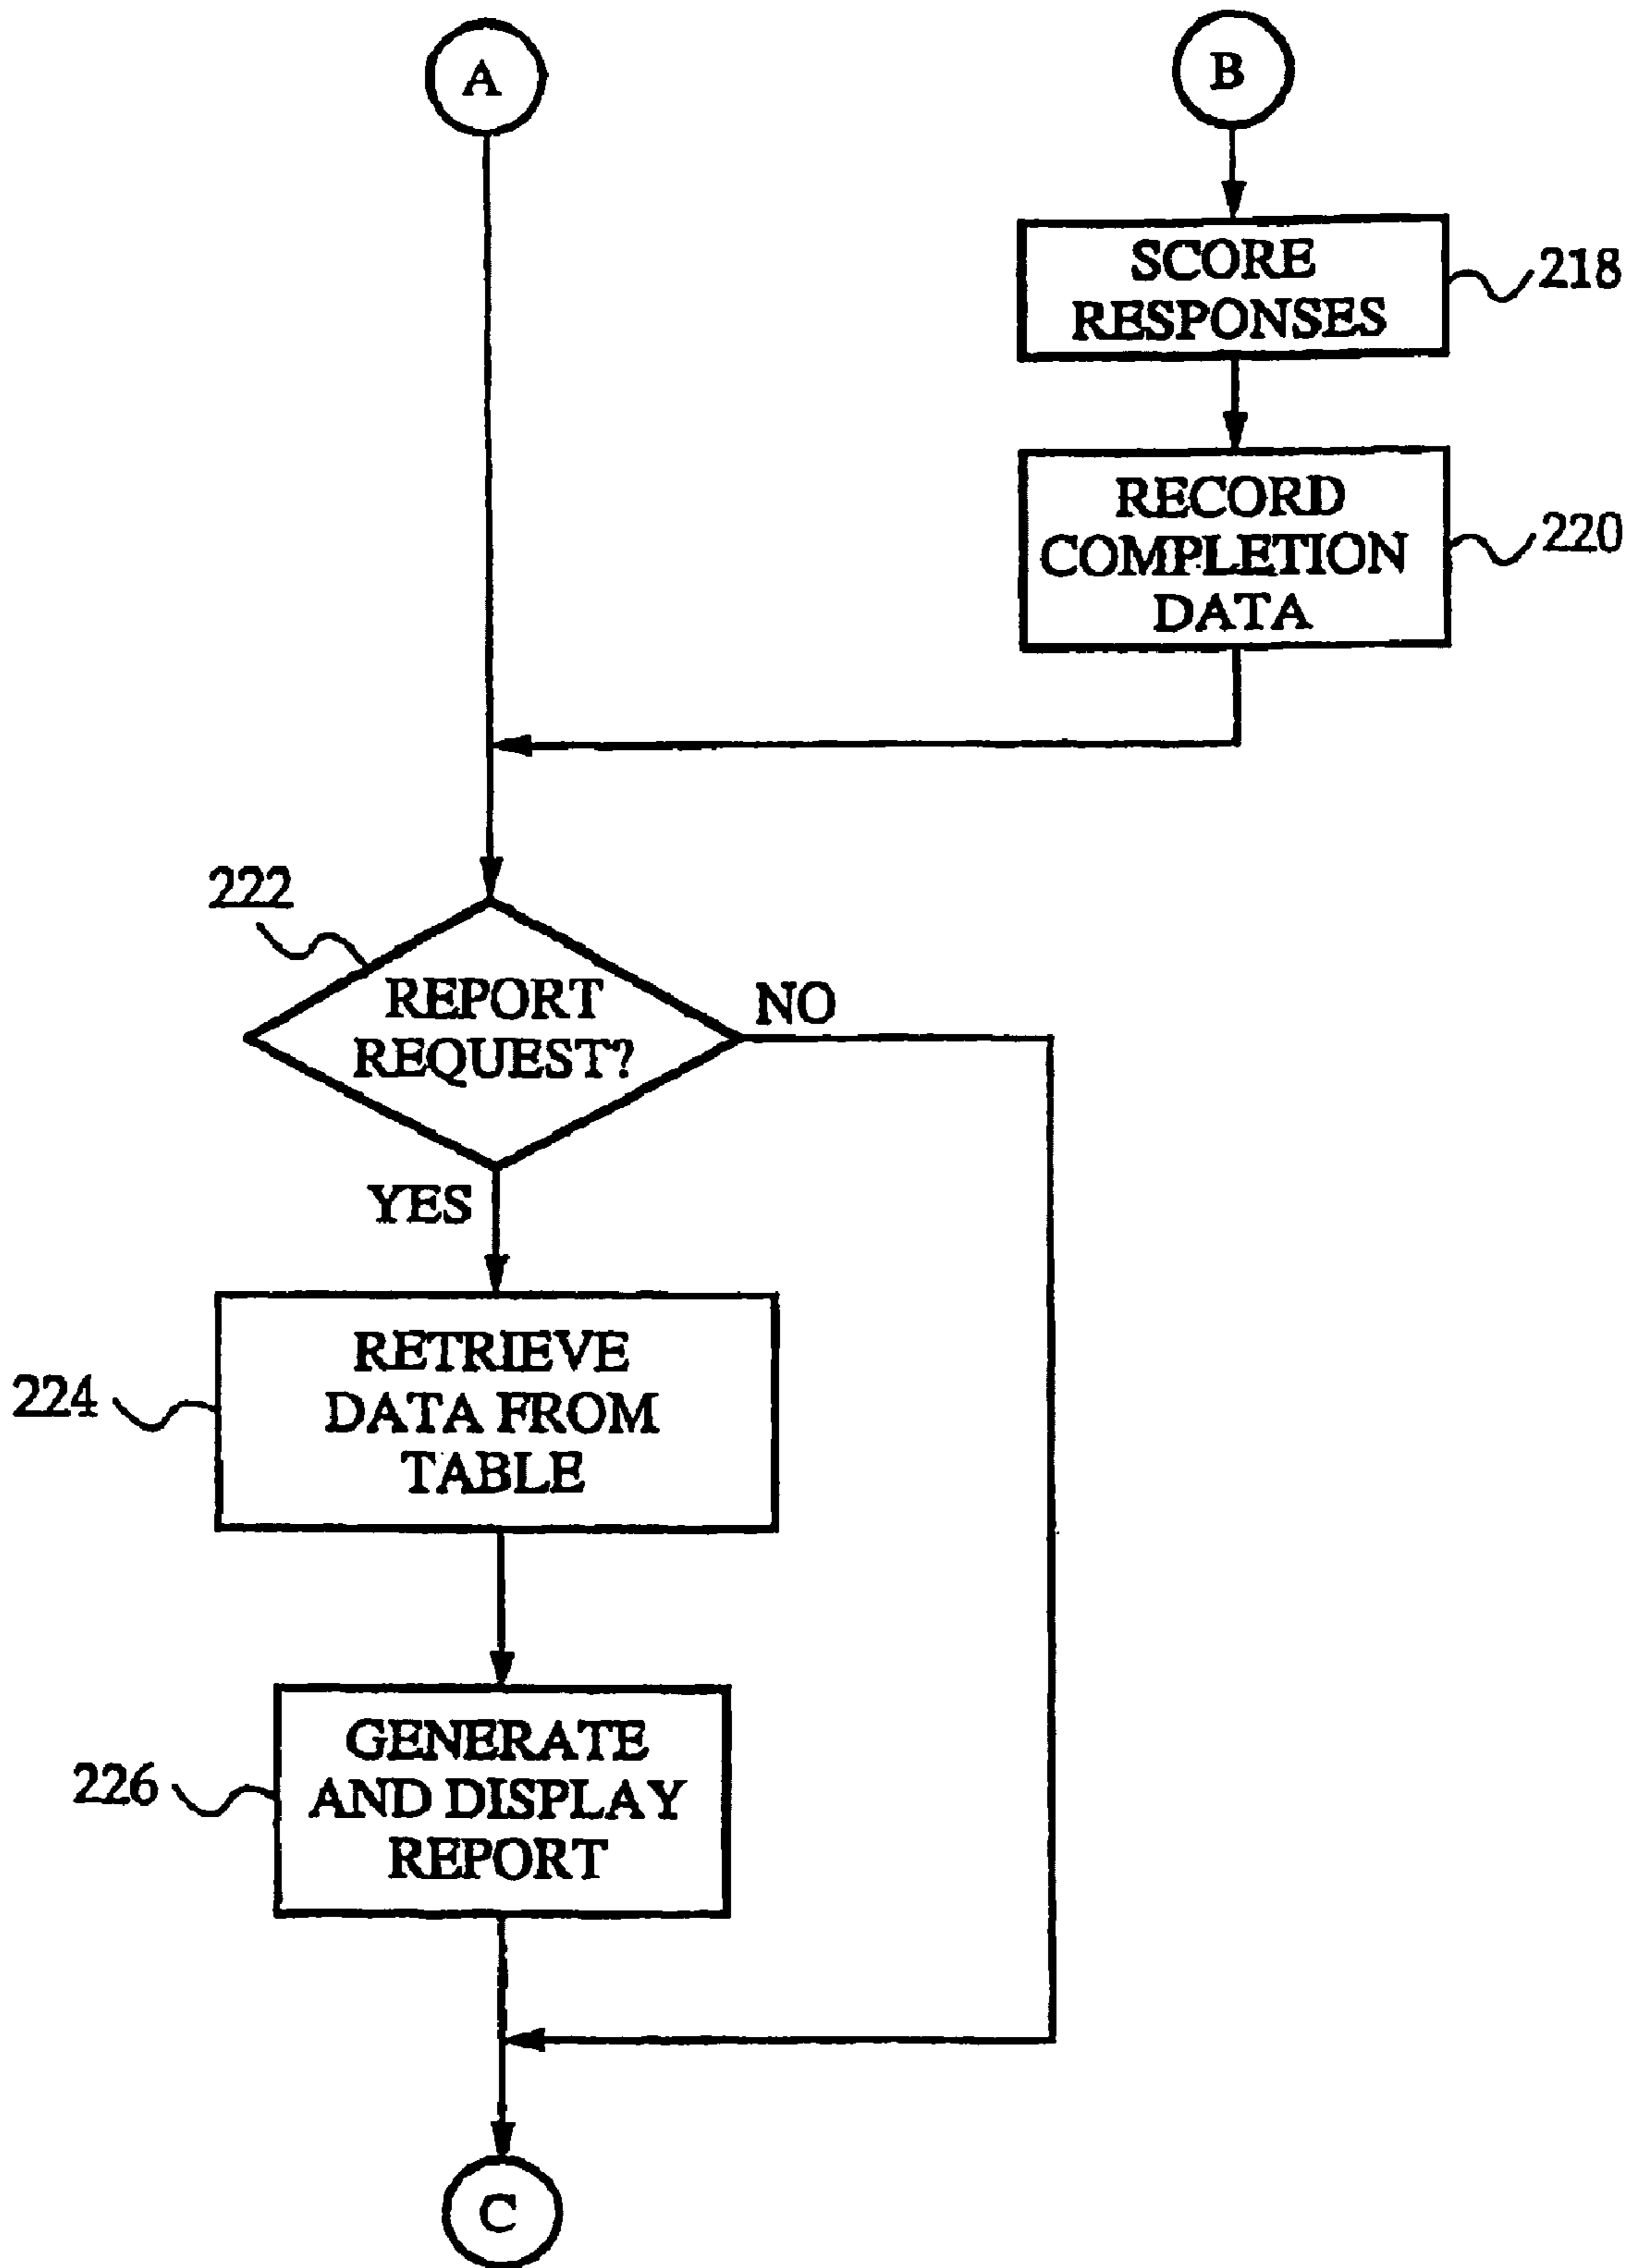 A
B
SCORE
RESPONSES
218
RECORD
COMPLETION
DATA
220
222
REPORT
REQUEST?
NO
YES
224
RETRIEVE
DATA FROM
TABLE
226
GENERATE
AND DISPLAY
REPORT
C